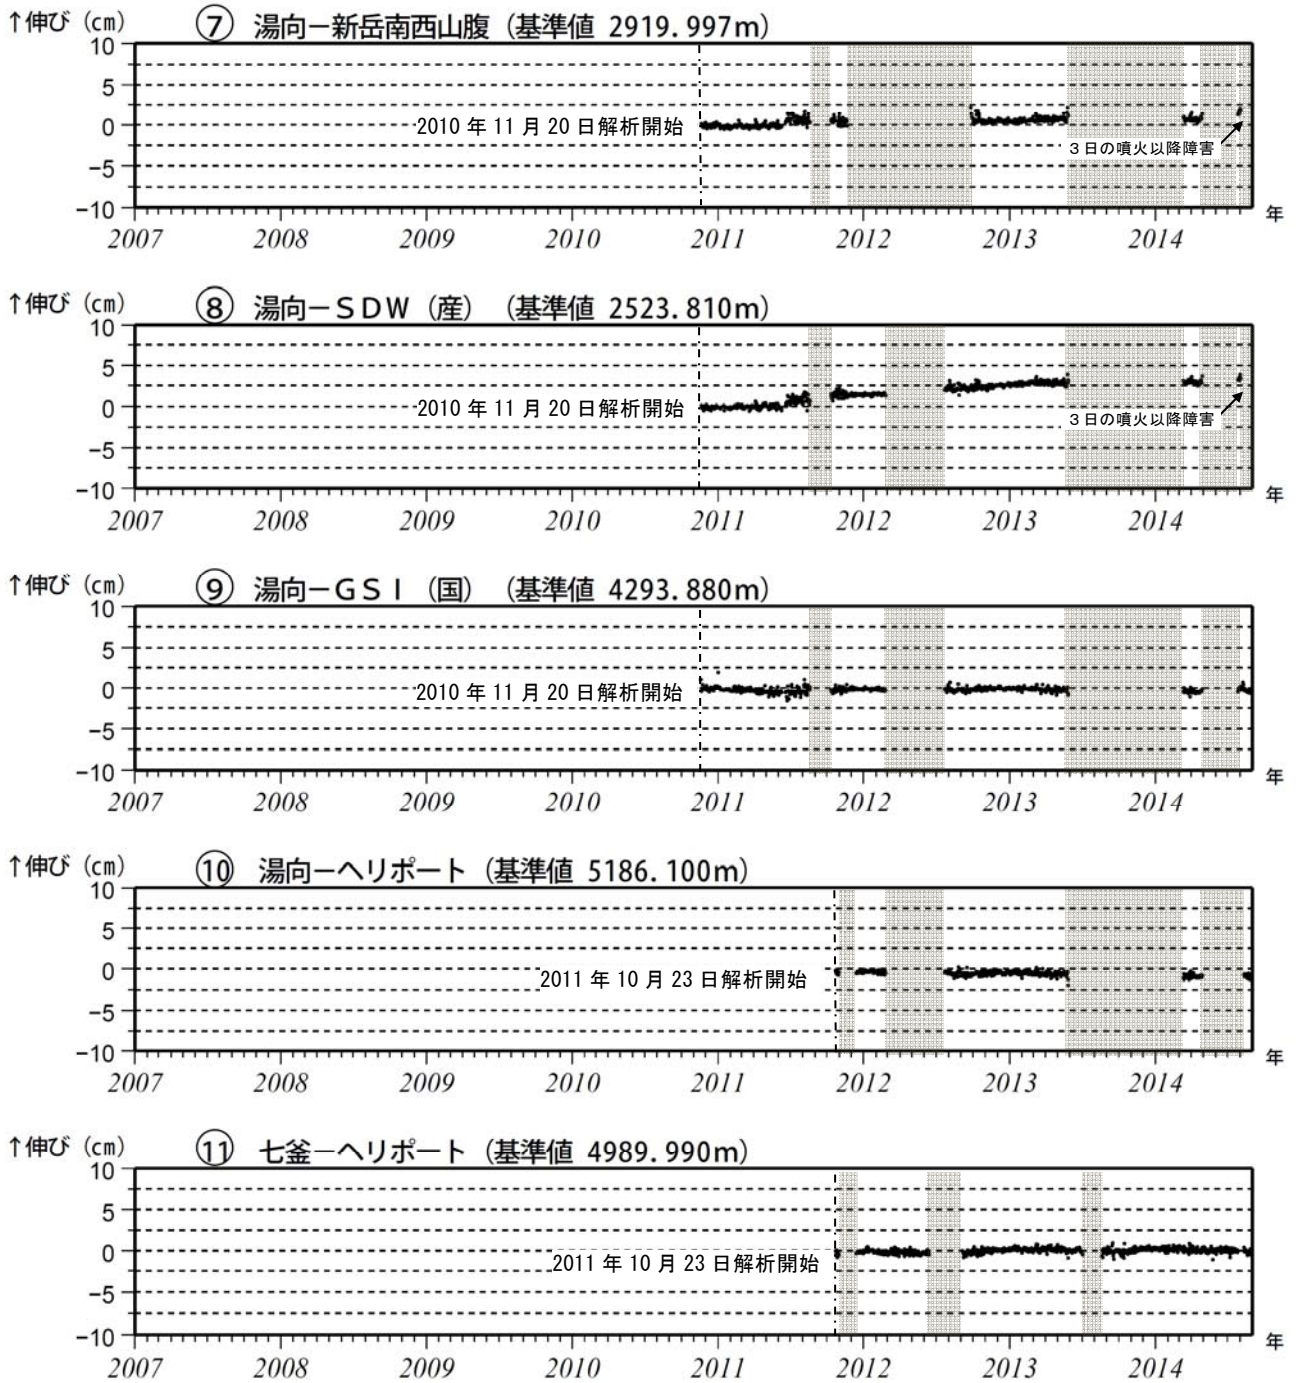 ↑伸び（cm） ⑦ 湯向－新岳南西山腹（基準値 2919.997m）
10
5
0
−5
−10
2010 年 11 月 20 日解析開始
３日の噴火以降障害
2007 2008 2009 2010 2011 2012 2013 2014 年
↑伸び（cm） ⑧ 湯向－ＳＤＷ（産）（基準値 2523.810m）
10
5
0
−5
−10
2010 年 11 月 20 日解析開始
３日の噴火以降障害
2007 2008 2009 2010 2011 2012 2013 2014 年
↑伸び（cm） ⑨ 湯向－ＧＳＩ（国）（基準値 4293.880m）
10
5
0
−5
−10
2010 年 11 月 20 日解析開始
2007 2008 2009 2010 2011 2012 2013 2014 年
↑伸び（cm） ⑩ 湯向－ヘリポート（基準値 5186.100m）
10
5
0
−5
−10
2011 年 10 月 23 日解析開始
2007 2008 2009 2010 2011 2012 2013 2014 年
↑伸び（cm） ⑪ 七釜－ヘリポート（基準値 4989.990m）
10
5
0
−5
−10
2011 年 10 月 23 日解析開始
2007 2008 2009 2010 2011 2012 2013 2014 年